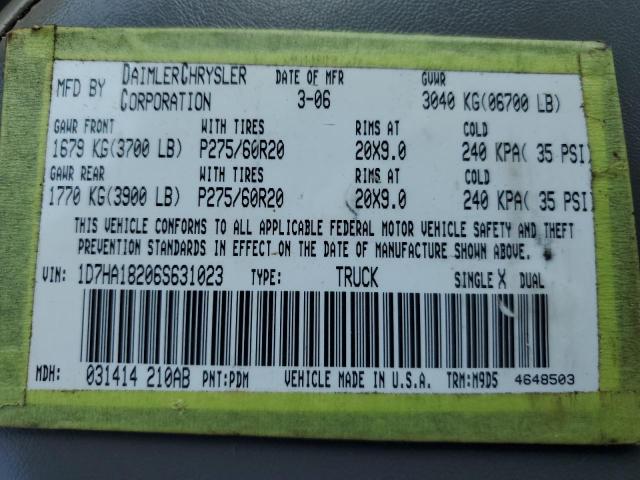 MFD BY DAIMLERCHRYSLER CORPORATION DATE OF MFR 3-06 GVWR 3040 KG(06700 LB)
GAWR FRONT WITH TIRES RIMS AT COLD
1679 KG(3700 LB) P275/60R20 20X9.0 240 KPA( 35 PSI)
GAWR REAR WITH TIRES RIMS AT COLD
1770 KG(3900 LB) P275/60R20 20X9.0 240 KPA( 35 PSI)
THIS VEHICLE CONFORMS TO ALL APPLICABLE FEDERAL MOTOR VEHICLE SAFETY AND THEFT
PREVENTION STANDARDS IN EFFECT ON THE DATE OF MANUFACTURE SHOWN ABOVE.
VIN: 1D7HA18206S631023 TYPE: TRUCK SINGLE X DUAL
MDH: 031414 210AB PNT:PDM VEHICLE MADE IN U.S.A. TRM:M9D5 4648503